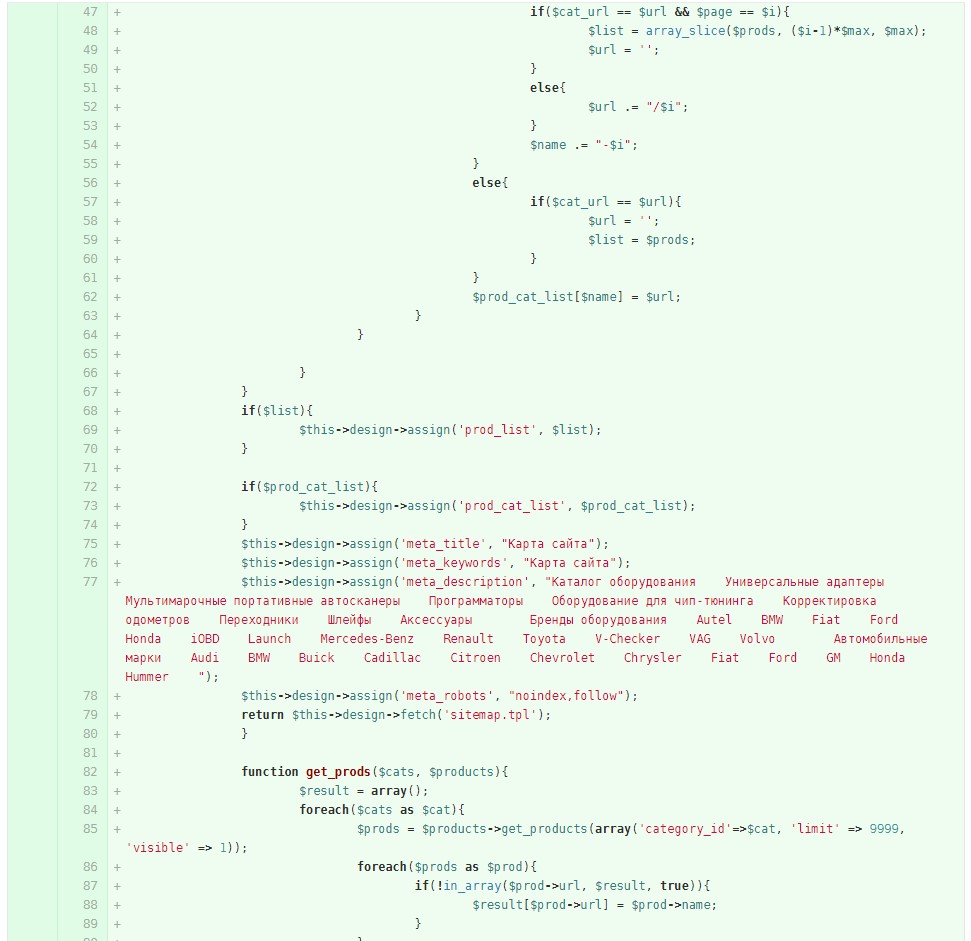 47 + if($cat_url == $url && $page == $i){
48 + $list = array_slice($prods, ($i-1)*$max, $max);
49 + $url = '';
50 + }
51 + else{
52 + $url .= "/$i";
53 + }
54 + $name .= "-$i";
55 + }
56 + else{
57 + if($cat_url == $url){
58 + $url = '';
59 + $list = $prods;
60 + }
61 + }
62 + $prod_cat_list[$name] = $url;
63 + }
64 + }
65 +
66 + }
67 + }
68 + if($list){
69 + $this->design->assign('prod_list', $list);
70 + }
71 +
72 + if($prod_cat_list){
73 + $this->design->assign('prod_cat_list', $prod_cat_list);
74 + }
75 + $this->design->assign('meta_title', "Карта сайта");
76 + $this->design->assign('meta_keywords', "Карта сайта");
77 + $this->design->assign('meta_description', "Каталог оборудования    Универсальные адаптеры
Мультимарочные портативные автосканеры    Программаторы    Оборудование для чип-тюнинга    Корректировка
одометров    Переходники    Шлейфы    Аксессуары        Бренды оборудования    Autel    BMW    Fiat    Ford
Honda    iOBD    Launch    Mercedes-Benz    Renault    Toyota    V-Checker    VAG    Volvo        Автомобильные
марки    Audi    BMW    Buick    Cadillac    Citroen    Chevrolet    Chrysler    Fiat    Ford    GM    Honda
Hummer    ");
78 + $this->design->assign('meta_robots', "noindex,follow");
79 + return $this->design->fetch('sitemap.tpl');
80 + }
81 +
82 + function get_prods($cats, $products){
83 + $result = array();
84 + foreach($cats as $cat){
85 + $prods = $products->get_products(array('category_id'=>$cat, 'limit' => 9999,
'visible' => 1));
86 + foreach($prods as $prod){
87 + if(!in_array($prod->url, $result, true)){
88 + $result[$prod->url] = $prod->name;
89 + }